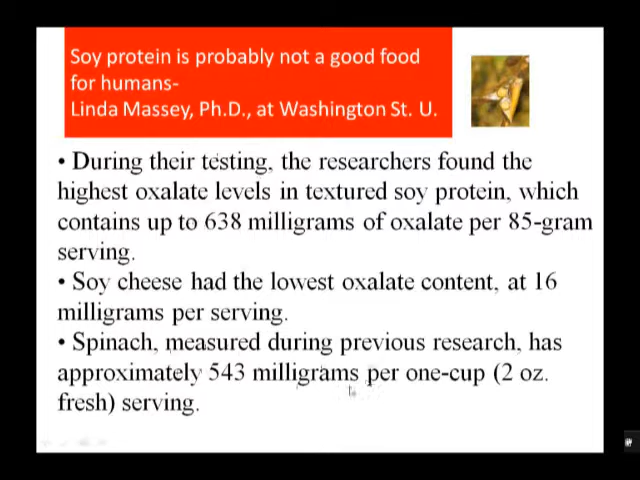 Soy protein is probably not a good food
for humans-
Linda Massey, Ph.D., at Washington St. U.
• During their testing, the researchers found the
highest oxalate levels in textured soy protein, which
contains up to 638 milligrams of oxalate per 85-gram
serving.
• Soy cheese had the lowest oxalate content, at 16
milligrams per serving.
• Spinach, measured during previous research, has
approximately 543 milligrams per one-cup (2 oz.
fresh) serving.